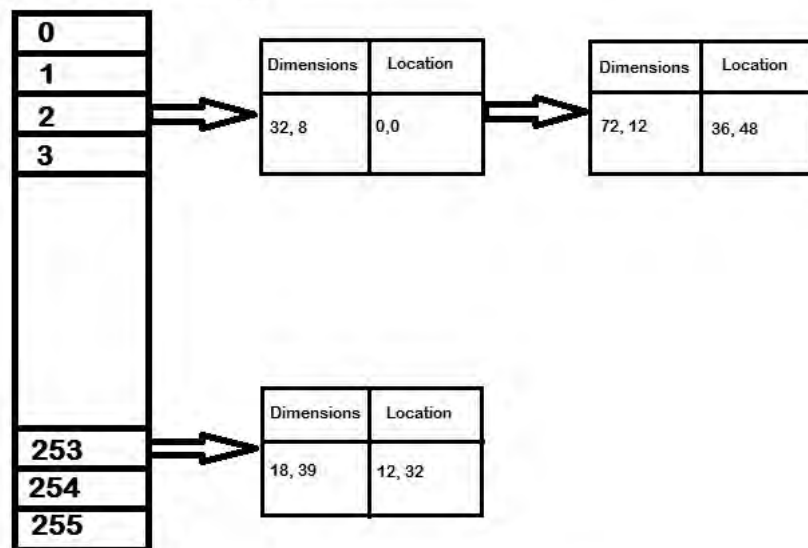 0
1
2
3
253
254
255
Dimensions Location
32, 8 0,0
Dimensions Location
72, 12 36, 48
Dimensions Location
18, 39 12, 32